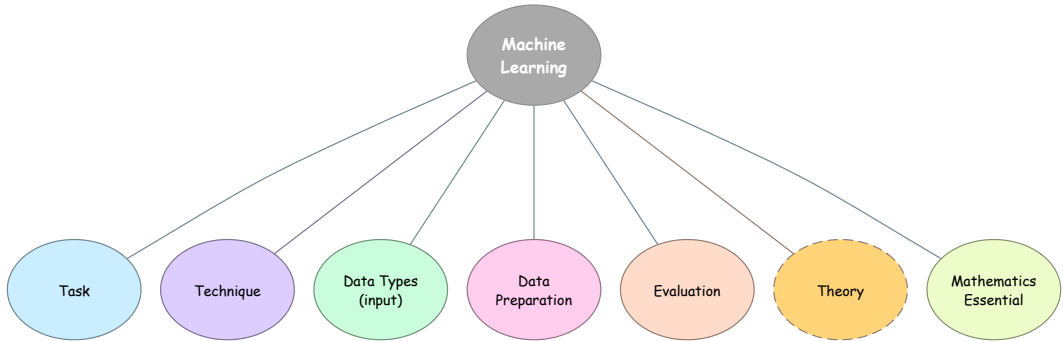 Machine
Learning
Task
Technique
Data Types
(input)
Data
Preparation
Evaluation
Theory
Mathematics
Essential